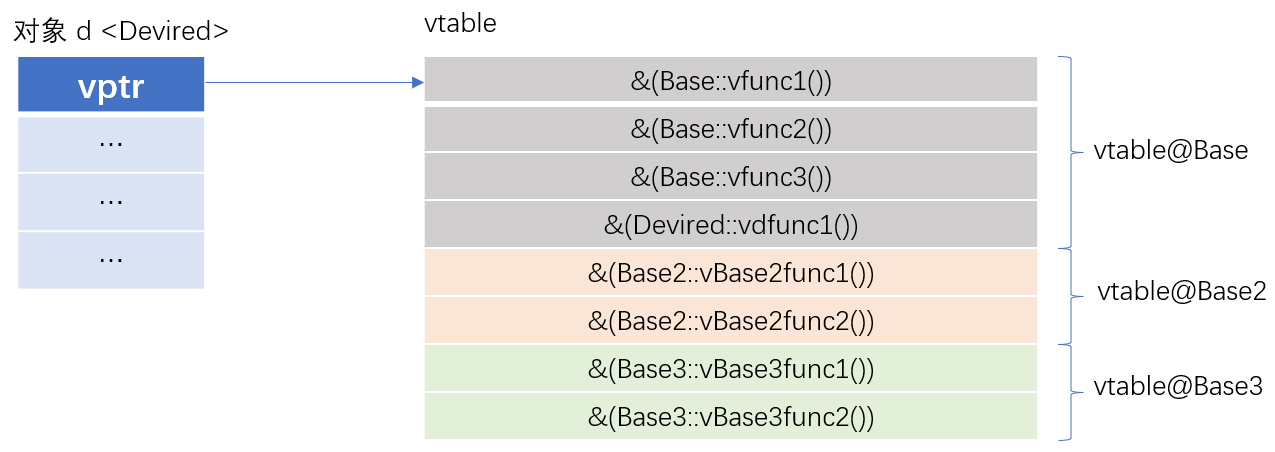 对象 d <Devired>
vptr
...
...
...
vtable
&(Base::vfunc1())
&(Base::vfunc2())
&(Base::vfunc3())
&(Devired::vdfunc1())
&(Base2::vBase2func1())
&(Base2::vBase2func2())
&(Base3::vBase3func1())
&(Base3::vBase3func2())
vtable@Base
vtable@Base2
vtable@Base3